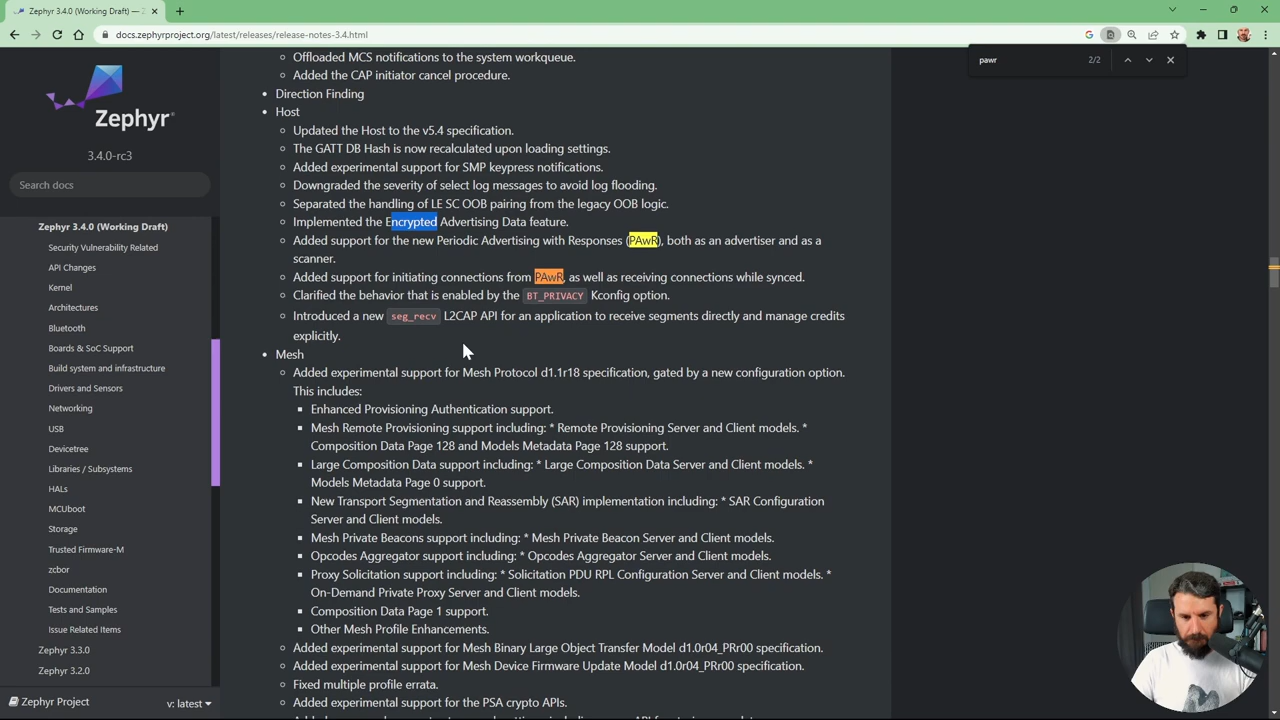 Zephyr 3.4.0 (Working Draft) — Z
docs.zephyrproject.org/latest/releases/release-notes-3.4.html
pawr 2/2
Zephyr
3.4.0-rc3
Search docs
Zephyr 3.4.0 (Working Draft)
Security Vulnerability Related
API Changes
Kernel
Architectures
Bluetooth
Boards & SoC Support
Build system and infrastructure
Drivers and Sensors
Networking
USB
Devicetree
Libraries / Subsystems
HALs
MCUboot
Storage
Trusted Firmware-M
zcbor
Documentation
Tests and Samples
Issue Related Items
Zephyr 3.3.0
Zephyr 3.2.0
Zephyr Project v: latest
Offloaded MCS notifications to the system workqueue.
Added the CAP initiator cancel procedure.
Direction Finding
Host
Updated the Host to the v5.4 specification.
The GATT DB Hash is now recalculated upon loading settings.
Added experimental support for SMP keypress notifications.
Downgraded the severity of select log messages to avoid log flooding.
Separated the handling of LE SC OOB pairing from the legacy OOB logic.
Implemented the Encrypted Advertising Data feature.
Added support for the new Periodic Advertising with Responses (PAwR), both as an advertiser and as a
scanner.
Added support for initiating connections from PAwR, as well as receiving connections while synced.
Clarified the behavior that is enabled by the BT_PRIVACY Kconfig option.
Introduced a new seg_recv L2CAP API for an application to receive segments directly and manage credits
explicitly.
Mesh
Added experimental support for Mesh Protocol d1.1r18 specification, gated by a new configuration option.
This includes:
Enhanced Provisioning Authentication support.
Mesh Remote Provisioning support including: * Remote Provisioning Server and Client models. *
Composition Data Page 128 and Models Metadata Page 128 support.
Large Composition Data support including: * Large Composition Data Server and Client models. *
Models Metadata Page 0 support.
New Transport Segmentation and Reassembly (SAR) implementation including: * SAR Configuration
Server and Client models.
Mesh Private Beacons support including: * Mesh Private Beacon Server and Client models.
Opcodes Aggregator support including: * Opcodes Aggregator Server and Client models.
Proxy Solicitation support including: * Solicitation PDU RPL Configuration Server and Client models. *
On-Demand Private Proxy Server and Client models.
Composition Data Page 1 support.
Other Mesh Profile Enhancements.
Added experimental support for Mesh Binary Large Object Transfer Model d1.0r04_PRr00 specification.
Added experimental support for Mesh Device Firmware Update Model d1.0r04_PRr00 specification.
Fixed multiple profile errata.
Added experimental support for the PSA crypto APIs.